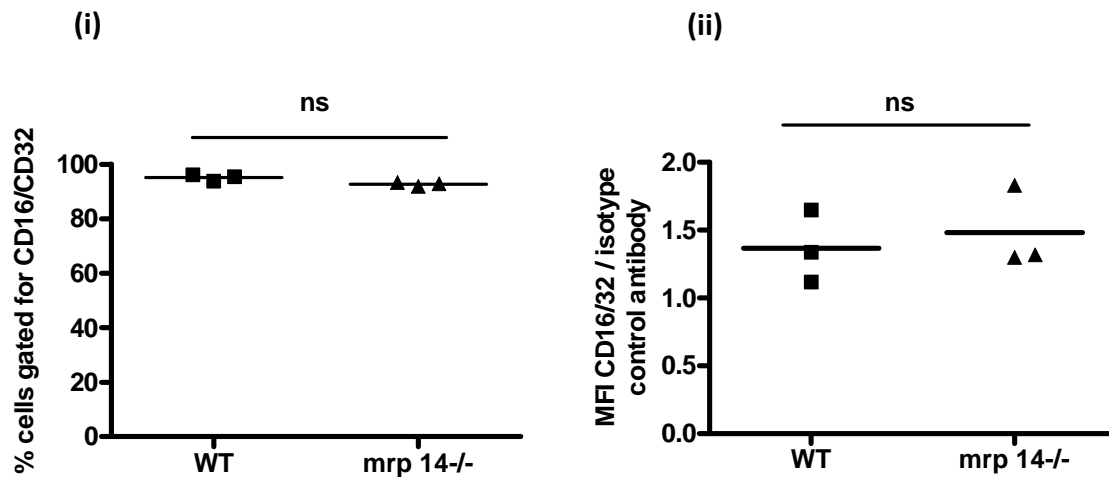 (i)
ns
% cells gated for CD16/CD32
100
80
60
40
20
0
WT
mrp 14-/-
(ii)
ns
MFI CD16/32 / isotype
control antibody
2.0
1.5
1.0
0.5
0.0
WT
mrp 14-/-